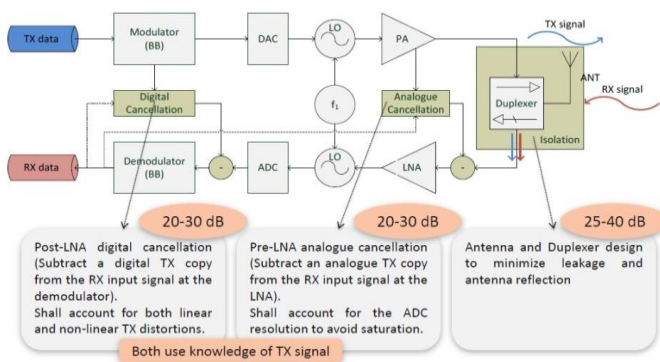 TX data
Modulator
(BB)
DAC
LO
PA
TX signal
ANT
RX signal
Duplexer
Isolation
Digital
Cancellation
f1
Analogue
Cancellation
RX data
Demodulator
(BB)
-
ADC
LO
LNA
-
20-30 dB
20-30 dB
25-40 dB
Post-LNA digital cancellation
(Subtract a digital TX copy
from the RX input signal at the
demodulator).
Shall account for both linear
and non-linear TX distortions.
Pre-LNA analogue cancellation
(Subtract an analogue TX copy
from the RX input signal at the
LNA).
Shall account for the ADC
resolution to avoid saturation.
Antenna and Duplexer design
to minimize leakage and
antenna reflection
Both use knowledge of TX signal